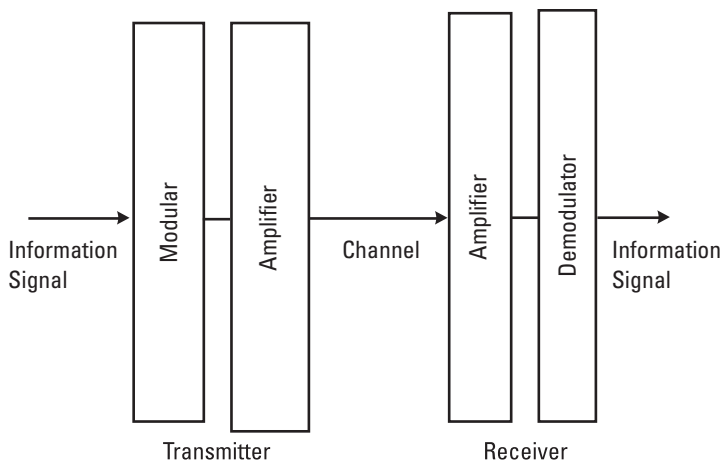 Information
Signal
Modular
Amplifier
Channel
Amplifier
Demodulator
Information
Signal
Transmitter
Receiver